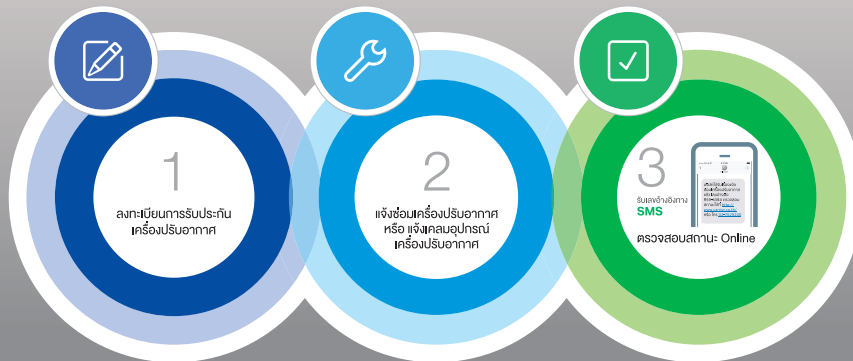 1
ลงทะเบียนการรับประกัน
เครื่องปรับอากาศ
2
แจ้งซ่อมเครื่องปรับอากาศ
หรือ แจ้งเคลมอุปกรณ์
เครื่องปรับอากาศ
3
รับเลขอ้างอิงทาง
SMS
ตรวจสอบสถานะ Online